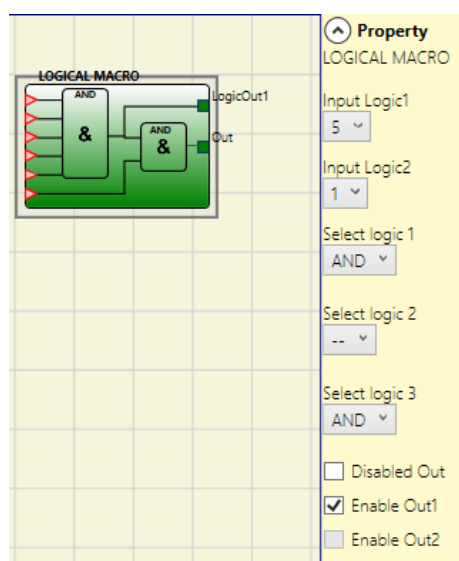 LOGICAL MACRO
AND
&
AND
&
LogicOut1
Out
Property
LOGICAL MACRO
Input Logic1
5
Input Logic2
1
Select logic 1
AND
Select logic 2
--
Select logic 3
AND
Disabled Out
Enable Out1
Enable Out2